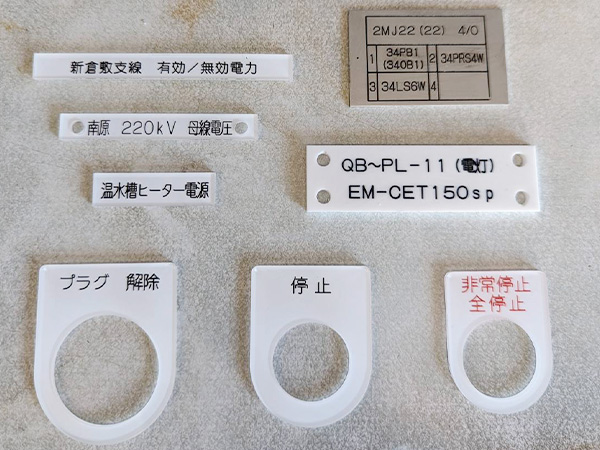 新倉敷支線 有効/無効電力
南原 220kV 母線電圧
温水槽ヒーター電源
2MJ22(22) 4/0
1 34PB1 (340B1) 2 34PRS4W
3 34LS6W 4
QB~PL-11(電灯)
EM-CET150sp
プラグ 解除
停止
非常停止
全停止